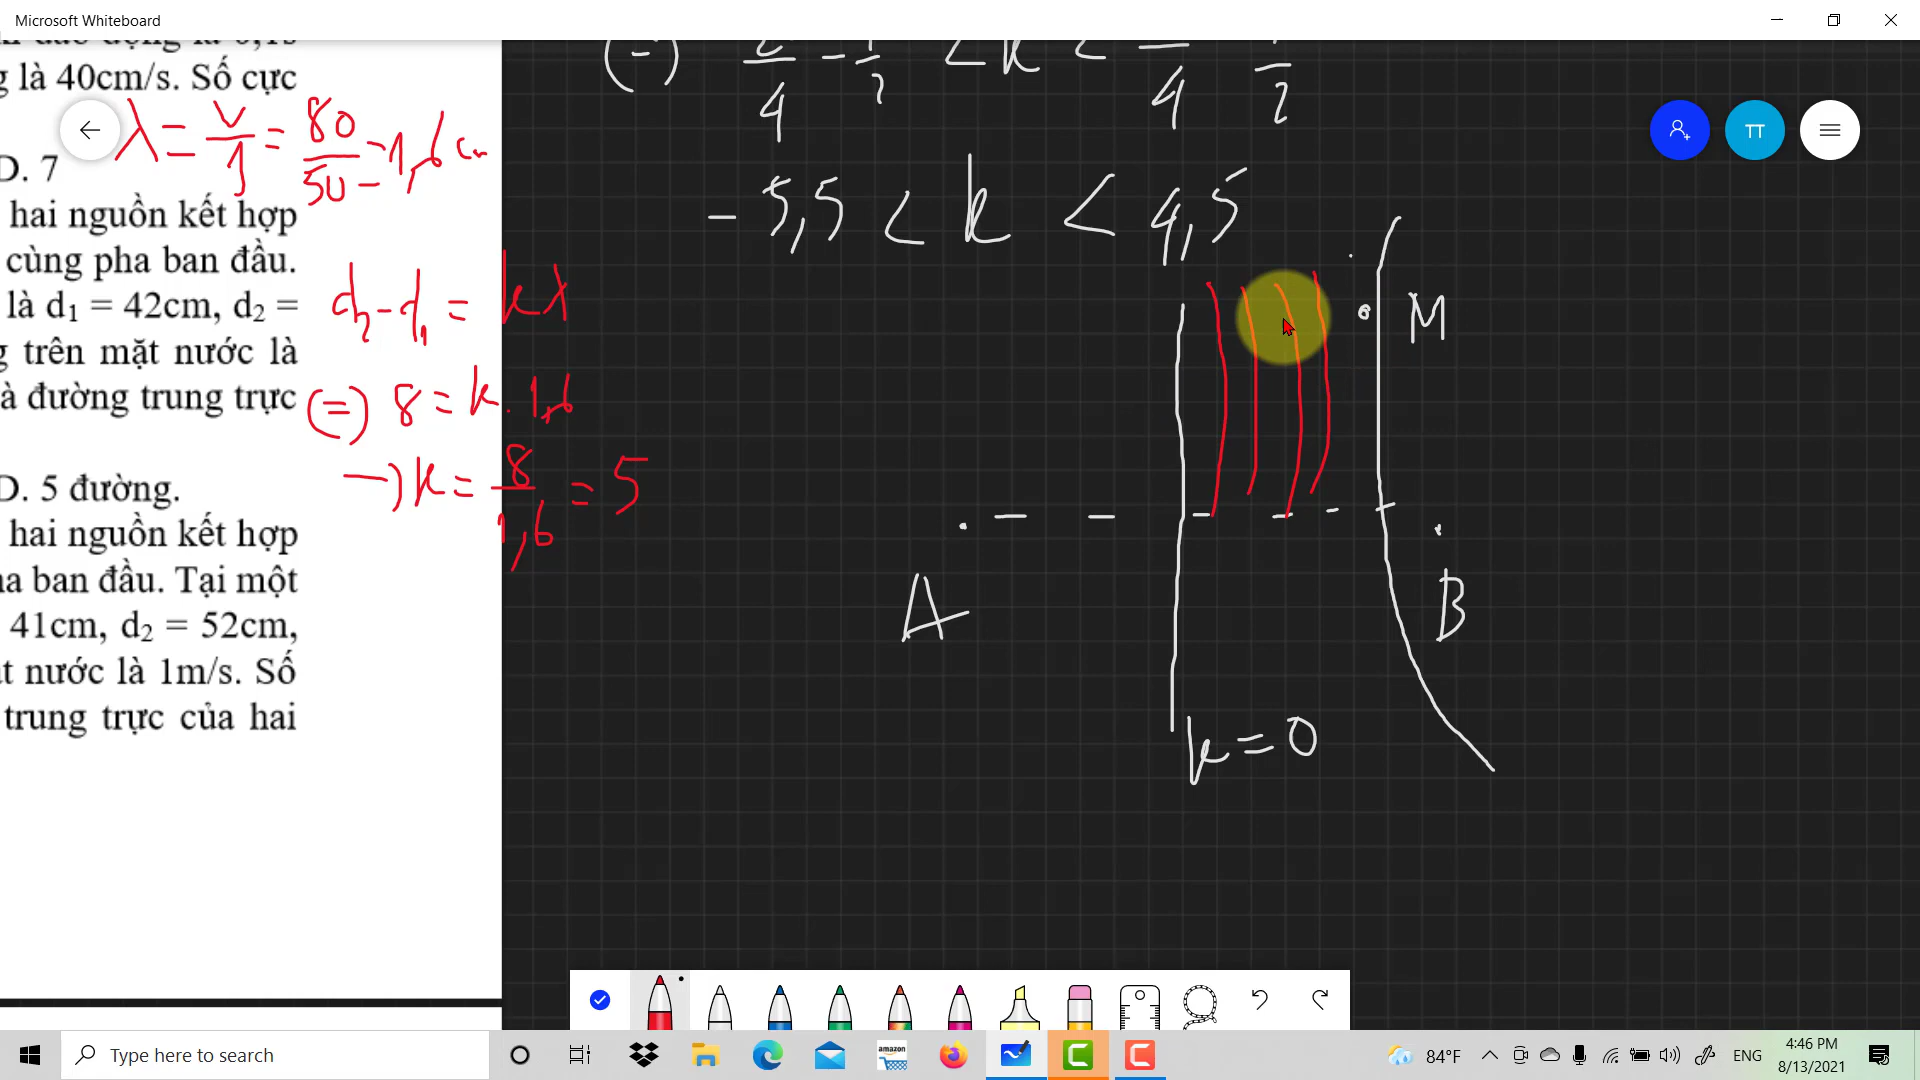 Microsoft Whiteboard
g là 40cm/s. Số cực
D. 7
hai nguồn kết hợp
cùng pha ban đầu.
là d₁ = 42cm, d₂ =
g trên mặt nước là
à đường trung trực
D. 5 đường.
hai nguồn kết hợp
ha ban đầu. Tại một
41cm, d₂ = 52cm,
ặt nước là 1m/s. Số
trung trực của hai
λ = v/f = 80/50 = 1,6 cm
d₂ - d₁ = kλ
(=) 8 = k . 1,6
→ k = 8/1,6 = 5
- 5,5 < k < 4,5
M
A
B
k = 0
TT
Type here to search
amazon
84°F
ENG
4:46 PM
8/13/2021